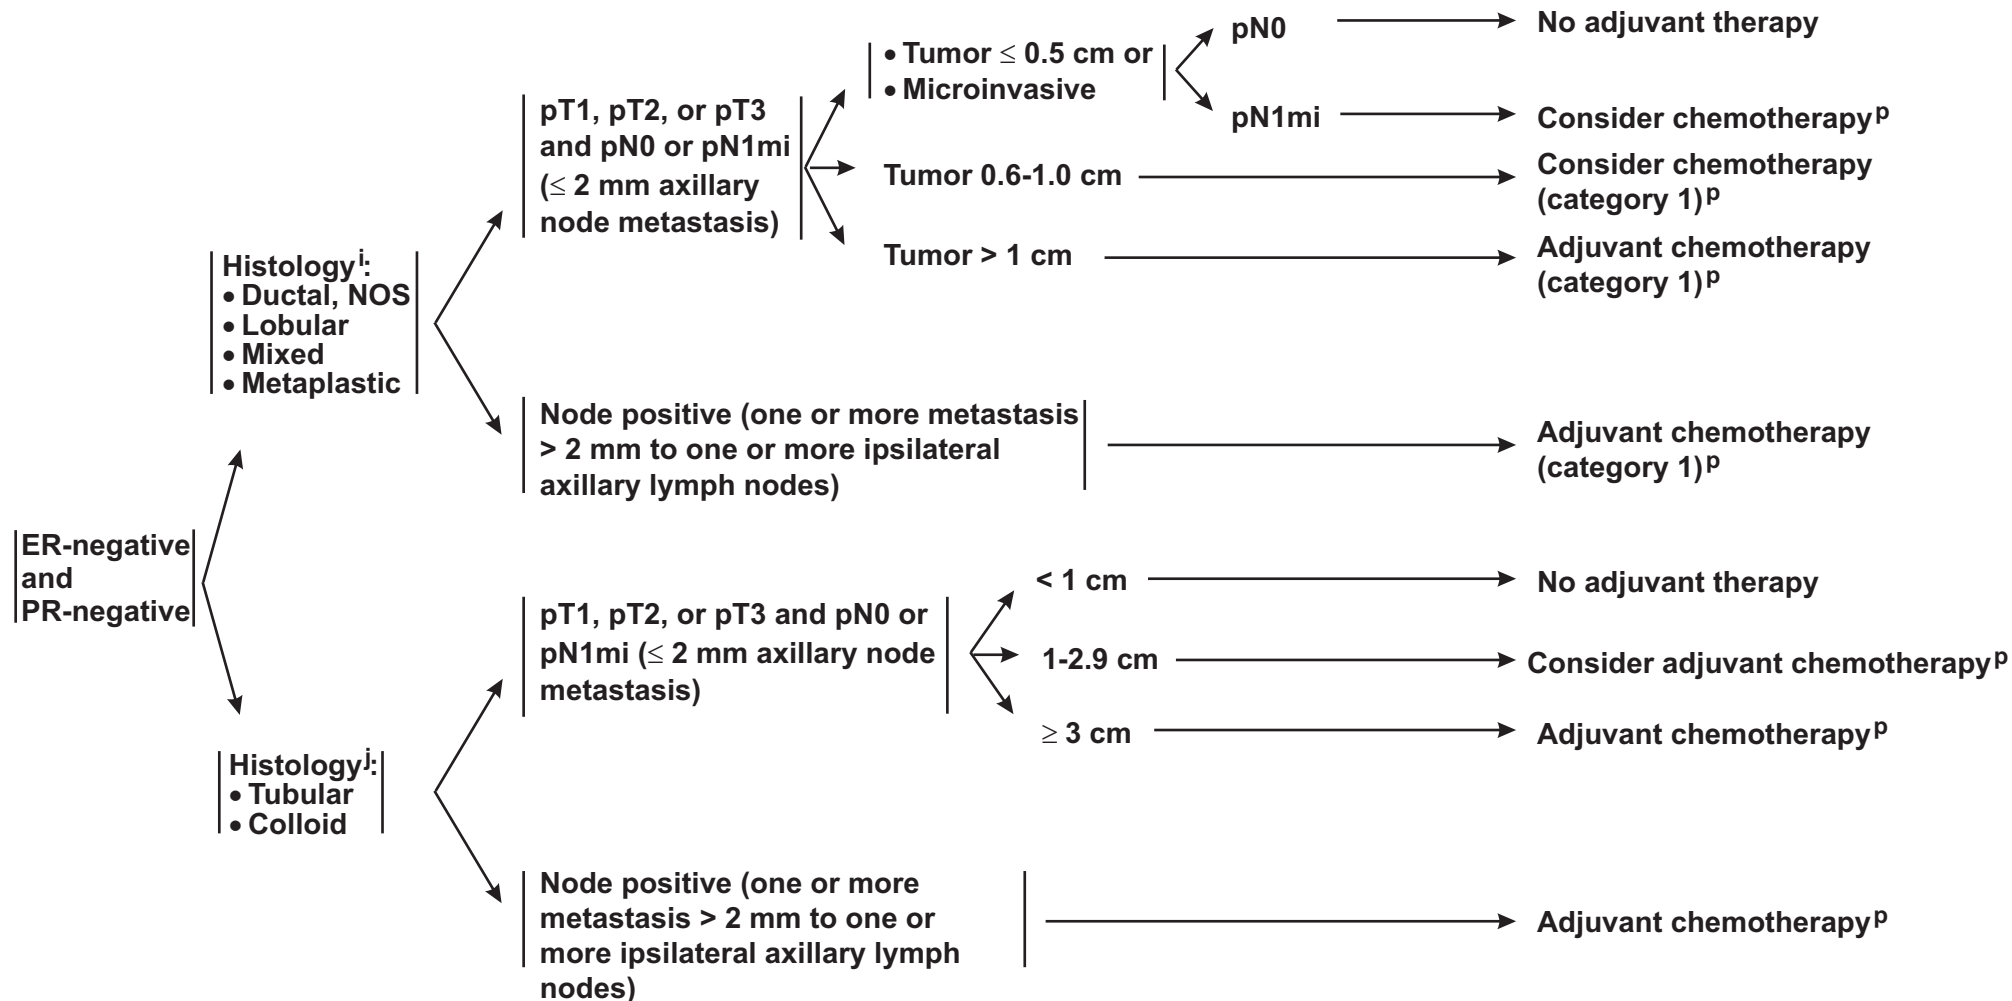 ER-negative
and
PR-negative
Histologyⁱ:
• Ductal, NOS
• Lobular
• Mixed
• Metaplastic
pT1, pT2, or pT3
and pN0 or pN1mi
(≤ 2 mm axillary
node metastasis)
• Tumor ≤ 0.5 cm or
• Microinvasive
pN0
No adjuvant therapy
pN1mi
Consider chemotherapyᵖ
Tumor 0.6-1.0 cm
Consider chemotherapy
(category 1)ᵖ
Tumor > 1 cm
Adjuvant chemotherapy
(category 1)ᵖ
Node positive (one or more metastasis
> 2 mm to one or more ipsilateral
axillary lymph nodes)
Adjuvant chemotherapy
(category 1)ᵖ
Histologyʲ:
• Tubular
• Colloid
pT1, pT2, or pT3 and pN0 or
pN1mi (≤ 2 mm axillary node
metastasis)
< 1 cm
No adjuvant therapy
1-2.9 cm
Consider adjuvant chemotherapyᵖ
≥ 3 cm
Adjuvant chemotherapyᵖ
Node positive (one or more
metastasis > 2 mm to one or
more ipsilateral axillary lymph
nodes)
Adjuvant chemotherapyᵖ